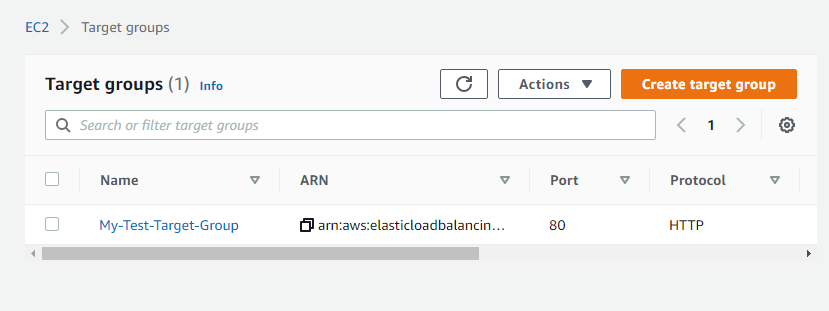 EC2 > Target groups
Target groups (1) Info Actions Create target group
Search or filter target groups 1
Name ARN Port Protocol
My-Test-Target-Group arn:aws:elasticloadbalancin... 80 HTTP